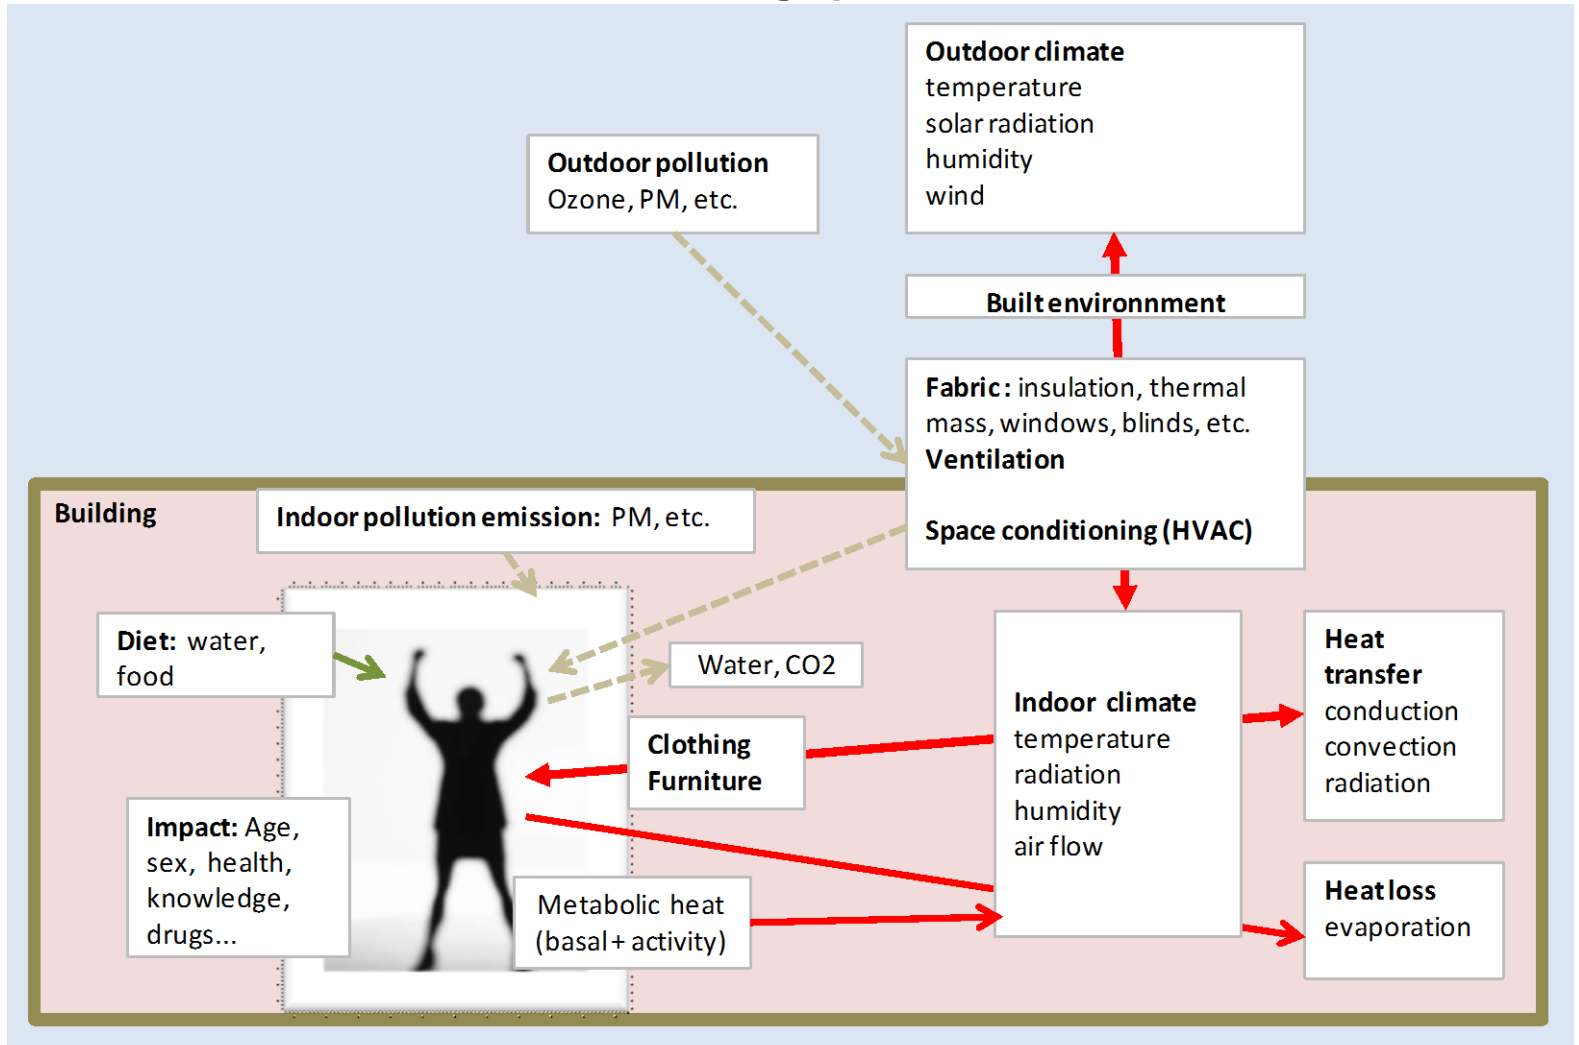 Outdoor climate
temperature
solar radiation
humidity
wind
Outdoor pollution
Ozone, PM, etc.
Built environnment
Fabric : insulation, thermal
mass, windows, blinds, etc.
Ventilation
Space conditioning (HVAC)
Building
Indoor pollution emission: PM, etc.
Diet: water,
food
Water, CO2
Clothing
Furniture
Indoor climate
temperature
radiation
humidity
air flow
Heat
transfer
conduction
convection
radiation
Impact: Age,
sex, health,
knowledge,
drugs...
Metabolic heat
(basal + activity)
Heat loss
evaporation